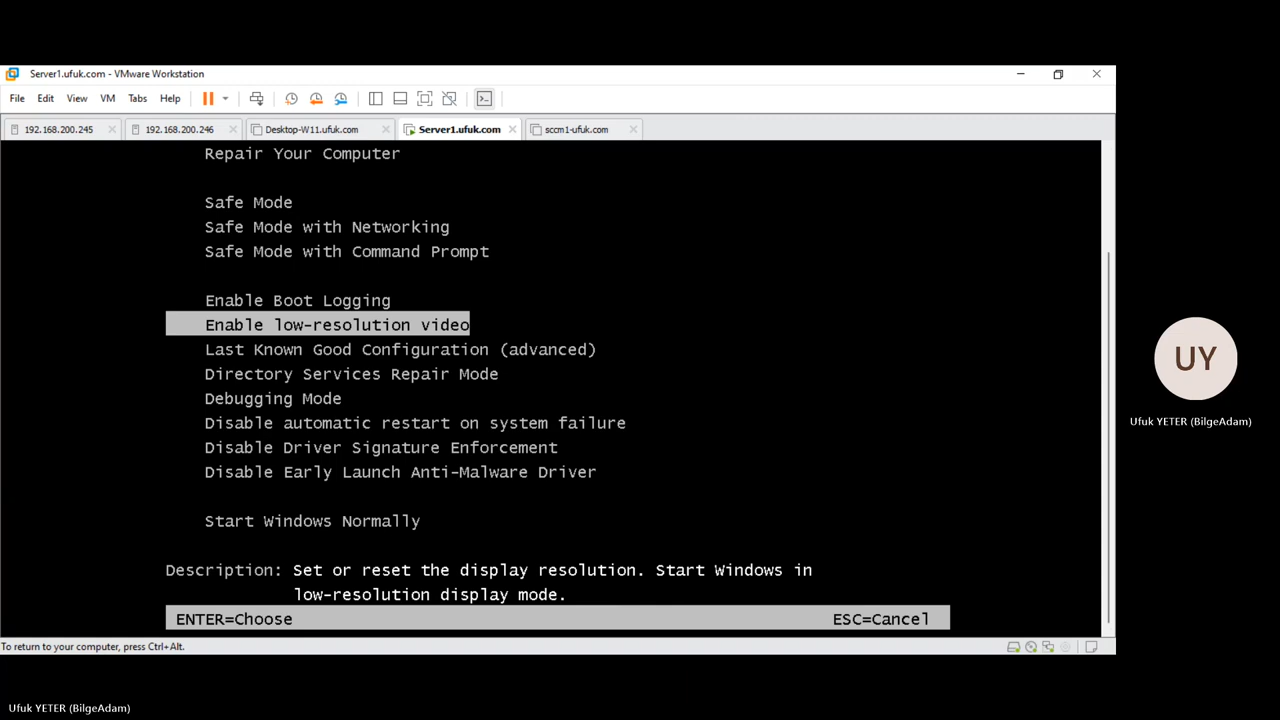 Server1.ufuk.com - VMware Workstation
File Edit View VM Tabs Help
192.168.200.245 192.168.200.246 Desktop-W11.ufuk.com Server1.ufuk.com sccm1-ufuk.com
Repair Your Computer
Safe Mode
Safe Mode with Networking
Safe Mode with Command Prompt
Enable Boot Logging
Enable low-resolution video
Last Known Good Configuration (advanced)
Directory Services Repair Mode
Debugging Mode
Disable automatic restart on system failure
Disable Driver Signature Enforcement
Disable Early Launch Anti-Malware Driver
Start Windows Normally
Description: Set or reset the display resolution. Start Windows in
low-resolution display mode.
ENTER=Choose ESC=Cancel
To return to your computer, press Ctrl+Alt.
UY
Ufuk YETER (BilgeAdam)
Ufuk YETER (BilgeAdam)